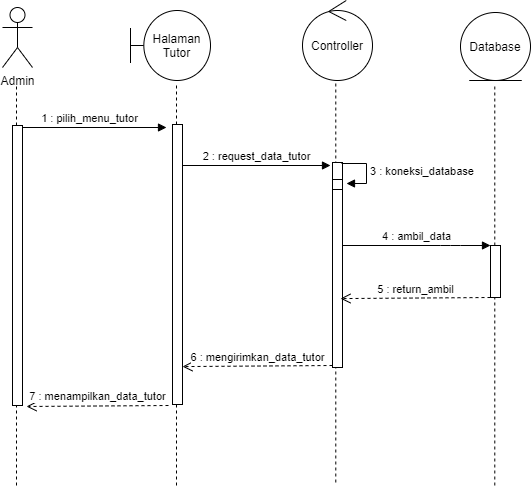 Halaman
Tutor
Controller
Database
Admin
1 : pilih_menu_tutor
2 : request_data_tutor
3 : koneksi_database
4 : ambil_data
5 : return_ambil
6 : mengirimkan_data_tutor
7 : menampilkan_data_tutor